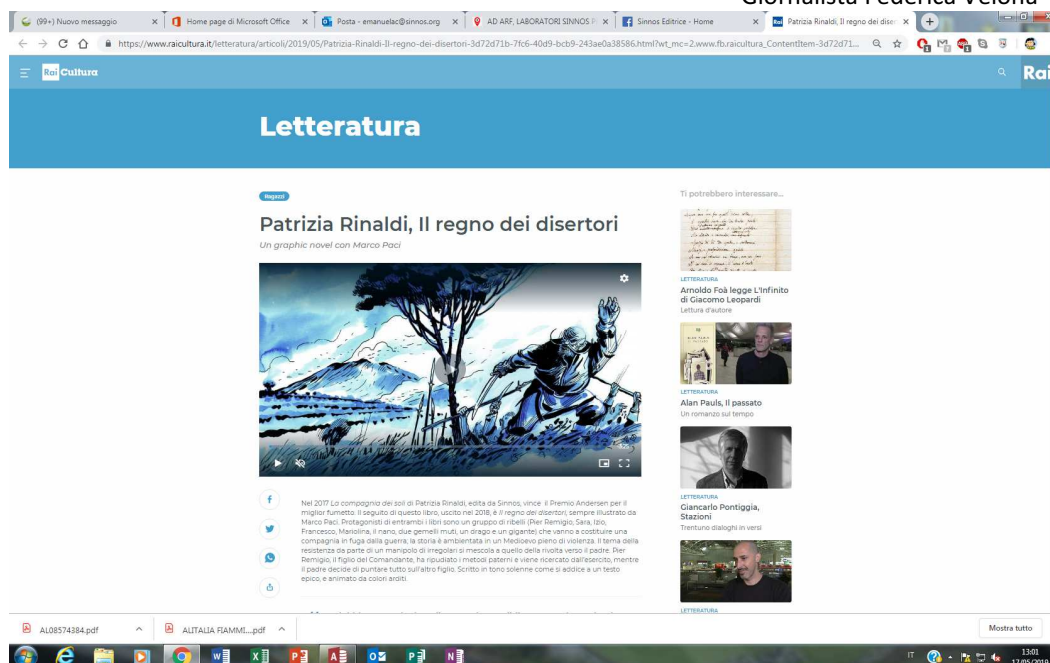 Giornalista Federica Velonà
(99+) Nuovo messaggio
Home page di Microsoft Office
Posta - emanuelac@sinnos.org
AD ARF, LABORATORI SINNOS P
Sinnos Editrice - Home
Patrizia Rinaldi, Il regno dei diser
https://www.raicultura.it/letteratura/articoli/2019/05/Patrizia-Rinaldi-Il-regno-dei-disertori-3d72d71b-7fc6-40d9-bcb9-243ae0a38586.html?wt_mc=2.www.fb.raicultura_ContentItem-3d72d71...
Rai Cultura
Rai
Letteratura
Ragazzi
Patrizia Rinaldi, Il regno dei disertori
Un graphic novel con Marco Paci
Nel 2017 La compagnia dei soli di Patrizia Rinaldi, edita da Sinnos, vince il Premio Andersen per il
miglior fumetto. Il seguito di questo libro, uscito nel 2018, è Il regno dei disertori, sempre illustrato da
Marco Paci. Protagonisti di entrambi i libri sono un gruppo di ribelli (Pier Remigio, Sara, Izio,
Francesco, Mariolina, il nano, due gemelli muti, un drago e un gigante) che vanno a costituire una
compagnia in fuga dalla guerra; la storia è ambientata in un Medioevo pieno di violenza. Il tema della
resistenza da parte di un manipolo di irregolari si mescola a quello della rivolta verso il padre. Pier
Remigio, il figlio del Comandante, ha ripudiato i metodi paterni e viene ricercato dall'esercito, mentre
il padre decide di puntare tutto sull'altro figlio. Scritto in tono solenne come si addice a un testo
epico, e animato da colori arditi.
Ti potrebbero interessare...
LETTERATURA
Arnoldo Foà legge L'Infinito
di Giacomo Leopardi
Lettura d'autore
LETTERATURA
Alan Pauls, Il passato
Un romanzo sul tempo
LETTERATURA
Giancarlo Pontiggia,
Stazioni
Trentuno dialoghi in versi
LETTERATURA
AL08574384.pdf
ALITALIA FIAMMI....pdf
Mostra tutto
IT
13:01
17/05/2019